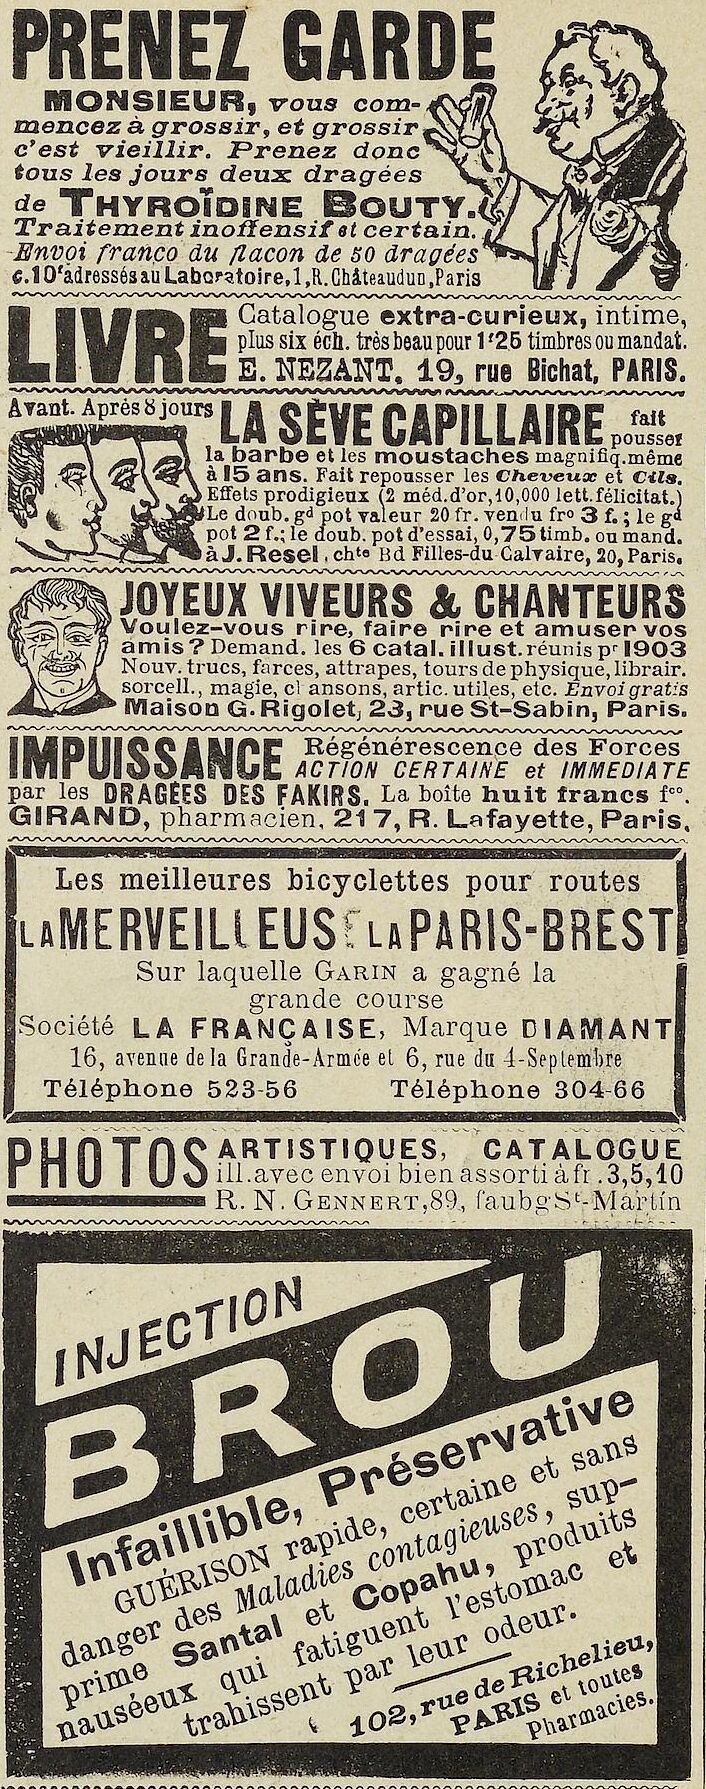 PRENEZ GARDE
MONSIEUR, vous com-
mencez à grossir, et grossir
c'est vieillir. Prenez donc
tous les jours deux dragées
de THYROÏDINE BOUTY.
Traitement inoffensif et certain.
Envoi franco du flacon de 50 dragées
c. 10f adressés au Laboratoire, 1, R. Châteaudun, Paris
LIVRE Catalogue extra-curieux, intime,
plus six éch. très beau pour 1f25 timbres ou mandat.
E. NEZANT. 19, rue Bichat, PARIS.
Avant. Après 8 jours
LA SÈVE CAPILLAIRE fait
pousser
la barbe et les moustaches magnifiq. même
à 15 ans. Fait repousser les Cheveux et Cils.
Effets prodigieux (2 méd. d'or, 10,000 lett. félicitat.)
Le doub. gd pot valeur 20 fr. vendu fro 3 f. ; le gd
pot 2 f. ; le doub. pot d'essai, 0,75 timb. ou mand.
à J. Resel, chte Bd Filles-du Calvaire, 20, Paris.
JOYEUX VIVEURS & CHANTEURS
Voulez-vous rire, faire rire et amuser vos
amis ? Demand. les 6 catal. illust. réunis pr 1903
Nouv. trucs, farces, attrapes, tours de physique, librair.
sorcell., magie, chansons, artic. utiles, etc. Envoi gratis
Maison G. Rigolet, 23, rue St-Sabin, Paris.
IMPUISSANCE Régénérescence des Forces
ACTION CERTAINE et IMMEDIATE
par les DRAGÉES DES FAKIRS. La boîte huit francs fco.
GIRAND, pharmacien, 217, R. Lafayette, Paris.
Les meilleures bicyclettes pour routes
LA MERVEILLEUSE LA PARIS-BREST
Sur laquelle GARIN a gagné la
grande course
Société LA FRANÇAISE, Marque DIAMANT
16, avenue de la Grande-Armée et 6, rue du 4-Septembre
Téléphone 523-56 Téléphone 304-66
PHOTOS ARTISTIQUES, CATALOGUE
ill. avec envoi bien assorti à fr. 3, 5, 10
R. N. GENNERT, 89, faubg St-Martin
INJECTION
BROU
Infaillible, Préservative
GUÉRISON rapide, certaine et sans
danger des Maladies contagieuses, sup-
prime Santal et Copahu, produits
nauséeux qui fatiguent l'estomac et
trahissent par leur odeur.
102, rue de Richelieu,
PARIS et toutes
Pharmacies.